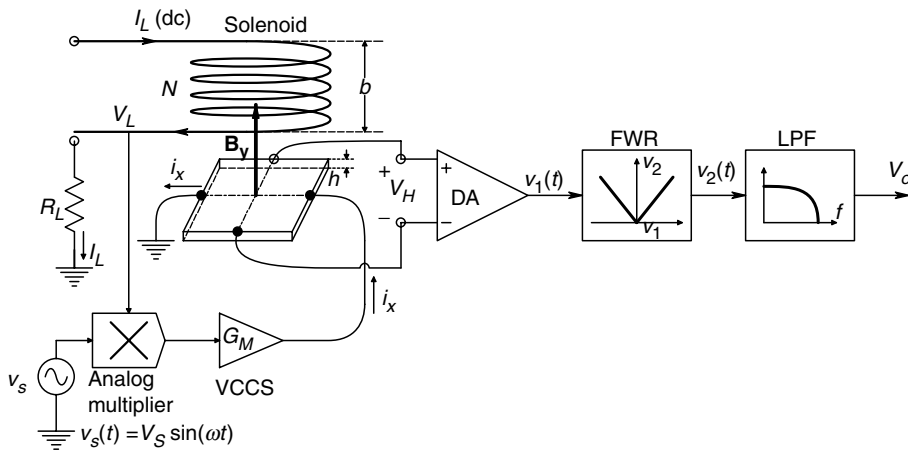 I_L (dc)
Solenoid
N
b
V_L
B_y
i_x
h
R_L
I_L
+
V_H
−
+
−
DA
v_1(t)
FWR
v_2
v_1
v_2(t)
LPF
f
V_o
i_x
v_s
Analog
multiplier
G_M
VCCS
v_s(t) = V_S sin(ωt)